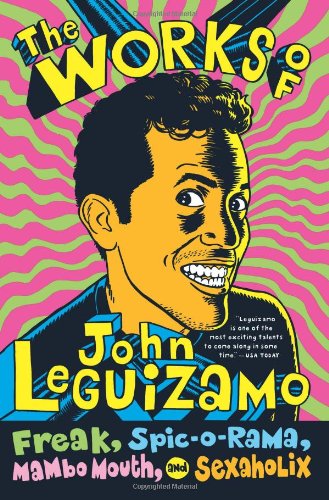 The
WORKS OF
"Leguizamo
is one of the
most exciting talents
to come along in some
time." —USA TODAY
John
LEGUIZAMO
Freak, Spic-O-Rama,
Mambo Mouth, and Sexaholix